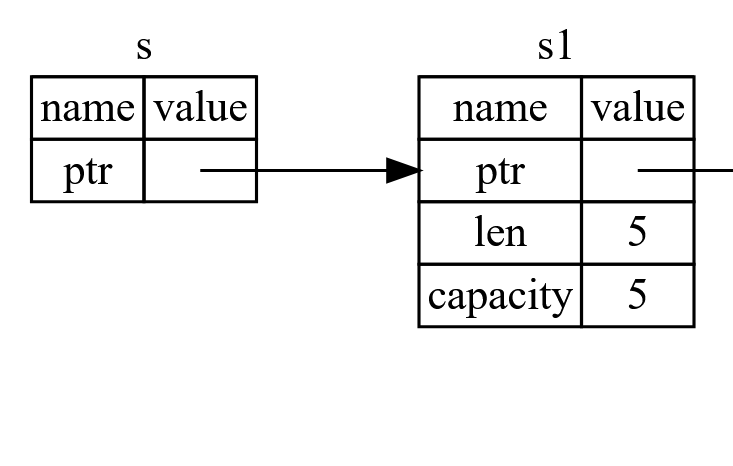 s
name value
ptr
s1
name value
ptr
len 5
capacity 5